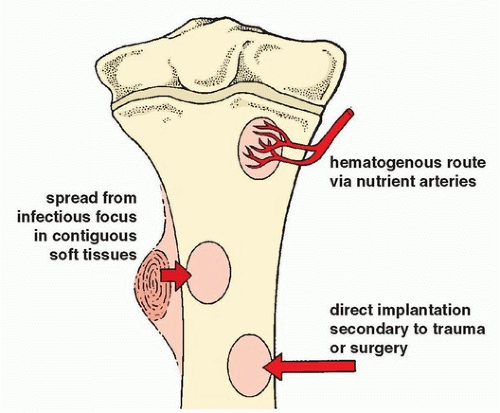 hematogenous route
via nutrient arteries
spread from
infectious focus
in contiguous
soft tissues
direct implantation
secondary to trauma
or surgery